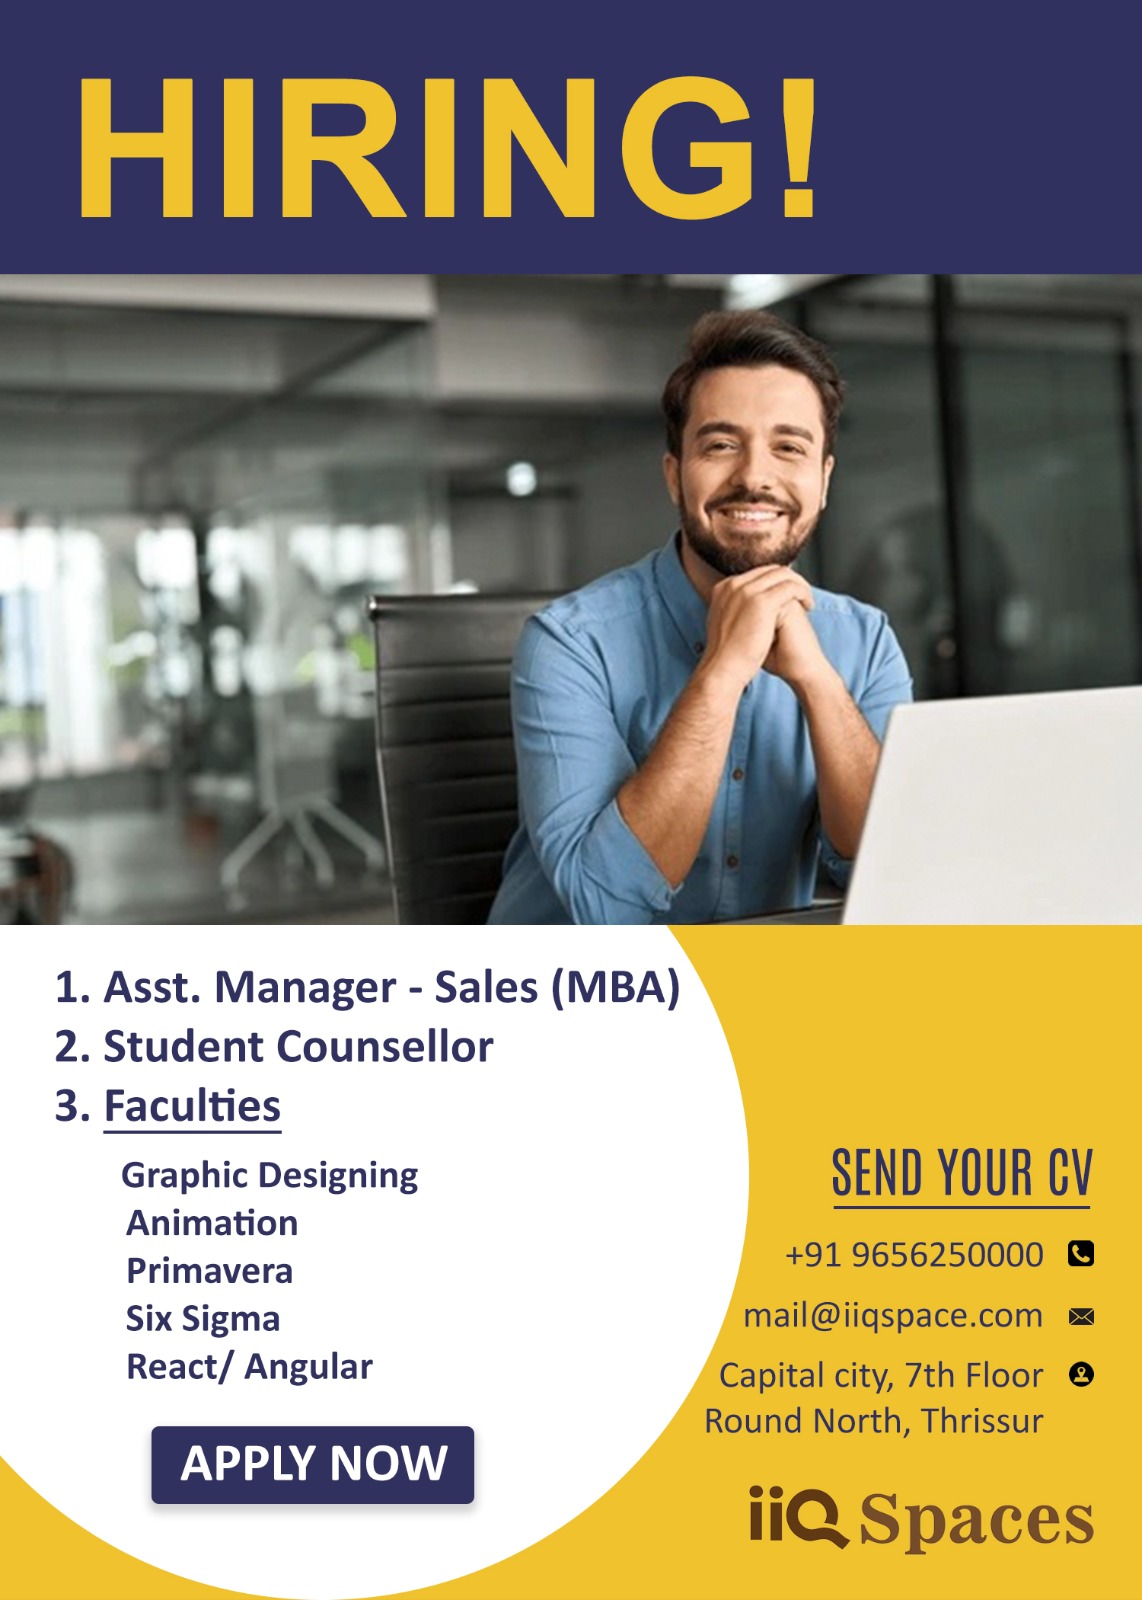 HIRING!
1. Asst. Manager - Sales (MBA)
2. Student Counsellor
3. Faculties
Graphic Designing
Animation
Primavera
Six Sigma
React/ Angular
APPLY NOW
SEND YOUR CV
+91 9656250000
mail@iiqspace.com
Capital city, 7th Floor
Round North, Thrissur
iiQ Spaces